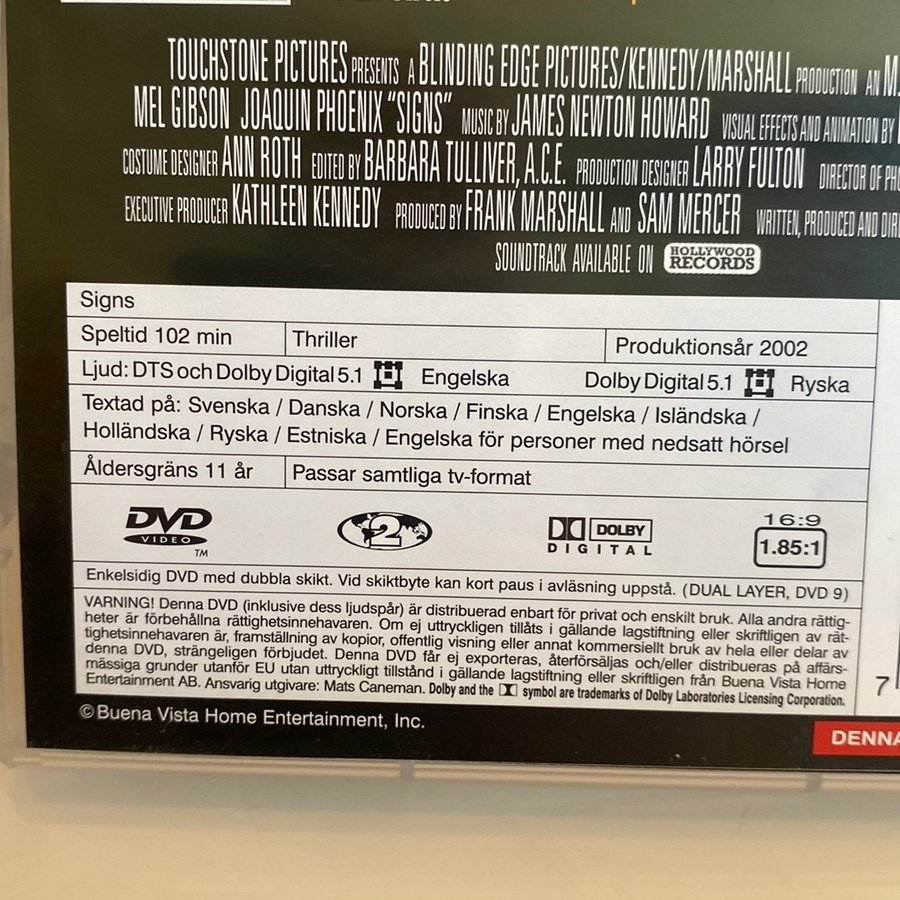 TOUCHSTONE PICTURES PRESENTS A BLINDING EDGE PICTURES/KENNEDY/MARSHALL PRODUCTION AN M.
MEL GIBSON JOAQUIN PHOENIX "SIGNS" MUSIC BY JAMES NEWTON HOWARD VISUAL EFFECTS AND ANIMATION BY
COSTUME DESIGNER ANN ROTH EDITED BY BARBARA TULLIVER, A.C.E. PRODUCTION DESIGNER LARRY FULTON DIRECTOR OF PHO
EXECUTIVE PRODUCER KATHLEEN KENNEDY PRODUCED BY FRANK MARSHALL AND SAM MERCER WRITTEN, PRODUCED AND DIR
SOUNDTRACK AVAILABLE ON HOLLYWOOD RECORDS
Signs
Speltid 102 min Thriller Produktionsår 2002
Ljud: DTS och Dolby Digital 5.1 Engelska Dolby Digital 5.1 Ryska
Textad på: Svenska / Danska / Norska / Finska / Engelska / Isländska /
Holländska / Ryska / Estniska / Engelska för personer med nedsatt hörsel
Åldersgräns 11 år Passar samtliga tv-format
DVD VIDEO TM 2 DOLBY DIGITAL 16:9 1.85:1
Enkelsidig DVD med dubbla skikt. Vid skiktbyte kan kort paus i avläsning uppstå. (DUAL LAYER, DVD 9)
VARNING! Denna DVD (inklusive dess ljudspår) är distribuerad enbart för privat och enskilt bruk. Alla andra rättig-
heter är förbehållna rättighetsinnehavaren. Om ej uttryckligen tillåts i gällande lagstiftning eller skriftligen av rät-
tighetsinnehavaren är, framställning av kopior, offentlig visning eller annat kommersiellt bruk av hela eller delar av
denna DVD, strängeligen förbjudet. Denna DVD får ej exporteras, återförsäljas och/eller distribueras på affärs-
mässiga grunder utanför EU utan uttryckligt tillstånd i gällande lagstiftning eller skriftligen från Buena Vista Home
Entertainment AB. Ansvarig utgivare: Mats Caneman. Dolby and the symbol are trademarks of Dolby Laboratories Licensing Corporation.
7
©Buena Vista Home Entertainment, Inc.
DENNA